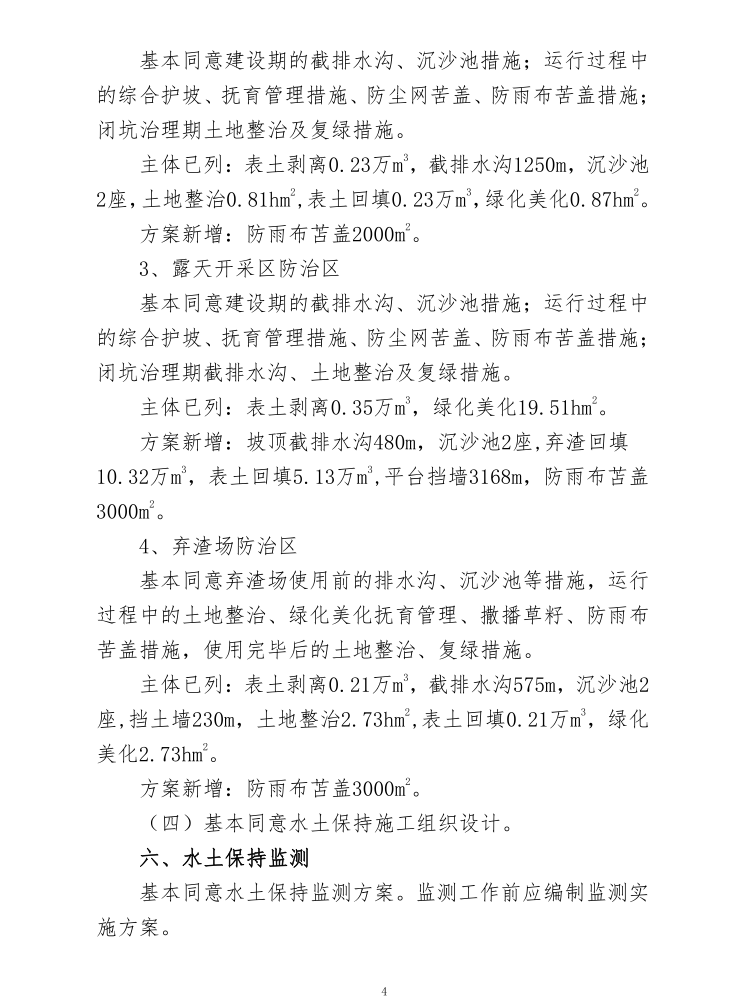 基本同意建设期的截排水沟、沉沙池措施；运行过程中
的综合护坡、抚育管理措施、防尘网苫盖、防雨布苫盖措施；
闭坑治理期土地整治及复绿措施。
主体已列：表土剥离0.23万m³，截排水沟1250m，沉沙池
2座，土地整治0.81hm²,表土回填0.23万m³,绿化美化0.87hm²。
方案新增：防雨布苫盖2000m²。
3、露天开采区防治区
基本同意建设期的截排水沟、沉沙池措施；运行过程中
的综合护坡、抚育管理措施、防尘网苫盖、防雨布苫盖措施；
闭坑治理期截排水沟、土地整治及复绿措施。
主体已列：表土剥离0.35万m³，绿化美化19.51hm²。
方案新增：坡顶截排水沟480m，沉沙池2座,弃渣回填
10.32万m³，表土回填5.13万m³,平台挡墙3168m，防雨布苫盖
3000m²。
4、弃渣场防治区
基本同意弃渣场使用前的排水沟、沉沙池等措施，运行
过程中的土地整治、绿化美化抚育管理、撒播草籽、防雨布
苫盖措施，使用完毕后的土地整治、复绿措施。
主体已列：表土剥离0.21万m³，截排水沟575m，沉沙池2
座,挡土墙230m，土地整治2.73hm²,表土回填0.21万m³，绿化
美化2.73hm²。
方案新增：防雨布苫盖3000m²。
（四）基本同意水土保持施工组织设计。
六、水土保持监测
基本同意水土保持监测方案。监测工作前应编制监测实
施方案。
4